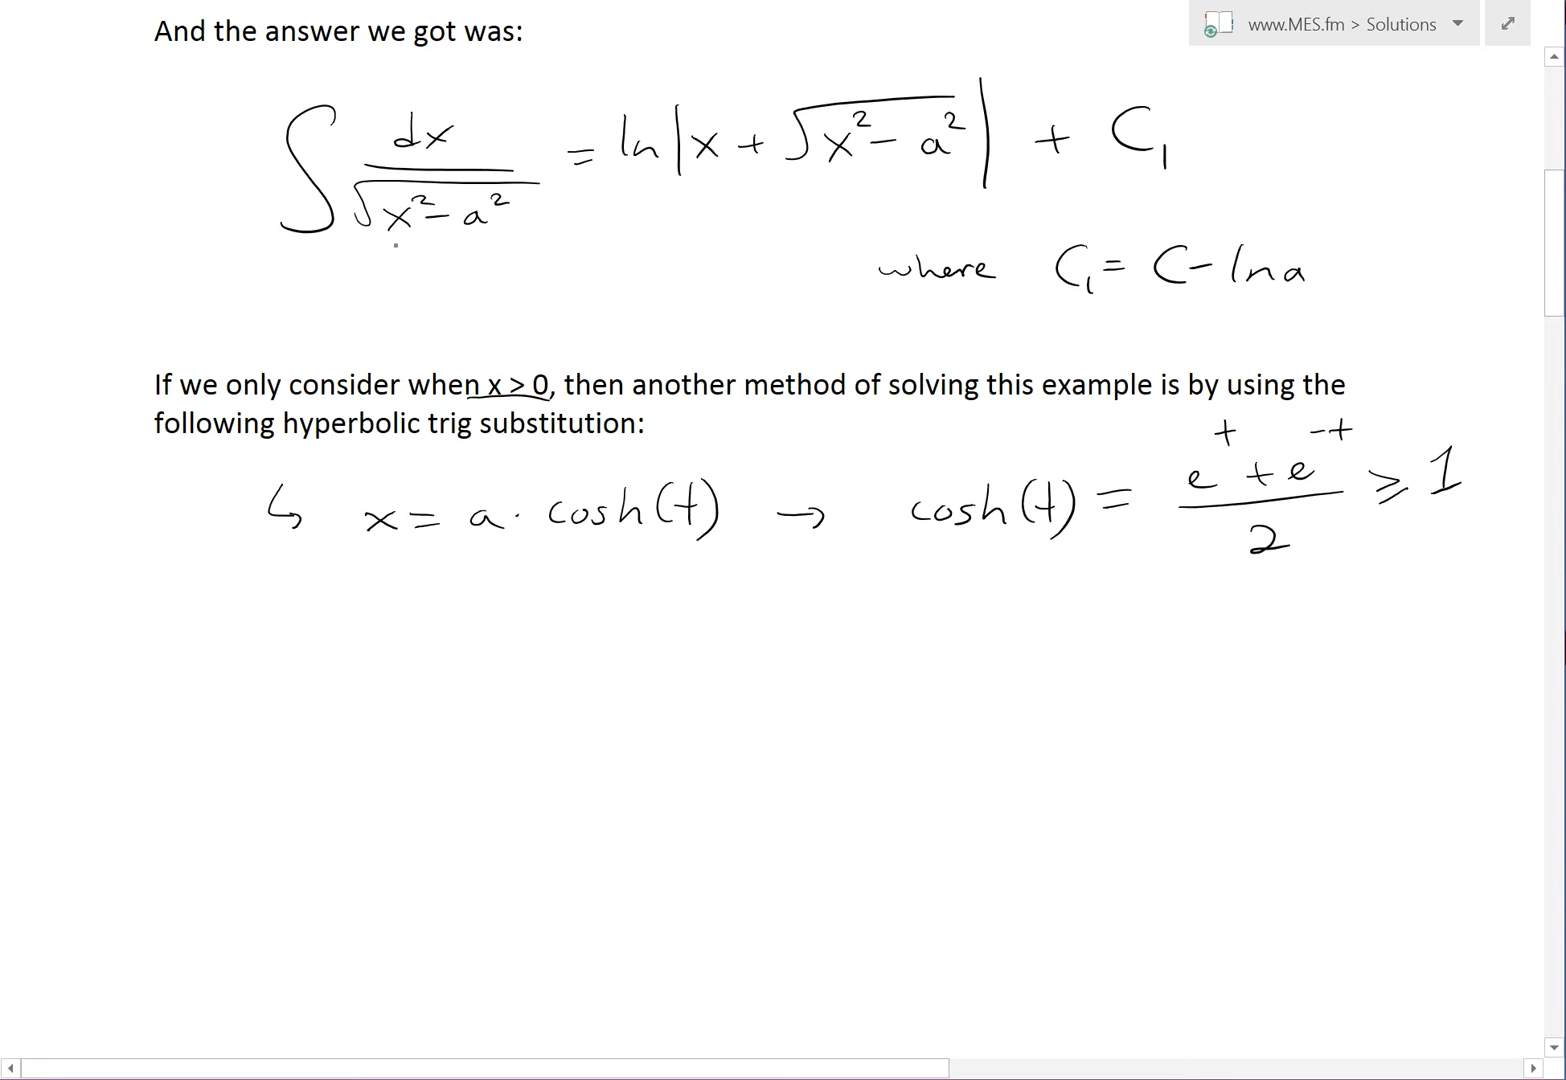 And the answer we got was:
www.MES.fm > Solutions
∫ dx / √(x² − a²) = ln|x + √(x² − a²)| + C₁
where C₁ = C − ln a
If we only consider when x > 0, then another method of solving this example is by using the
following hyperbolic trig substitution:
↳ x = a · cosh(t) → cosh(t) = (e^t + e^-t) / 2 ≥ 1